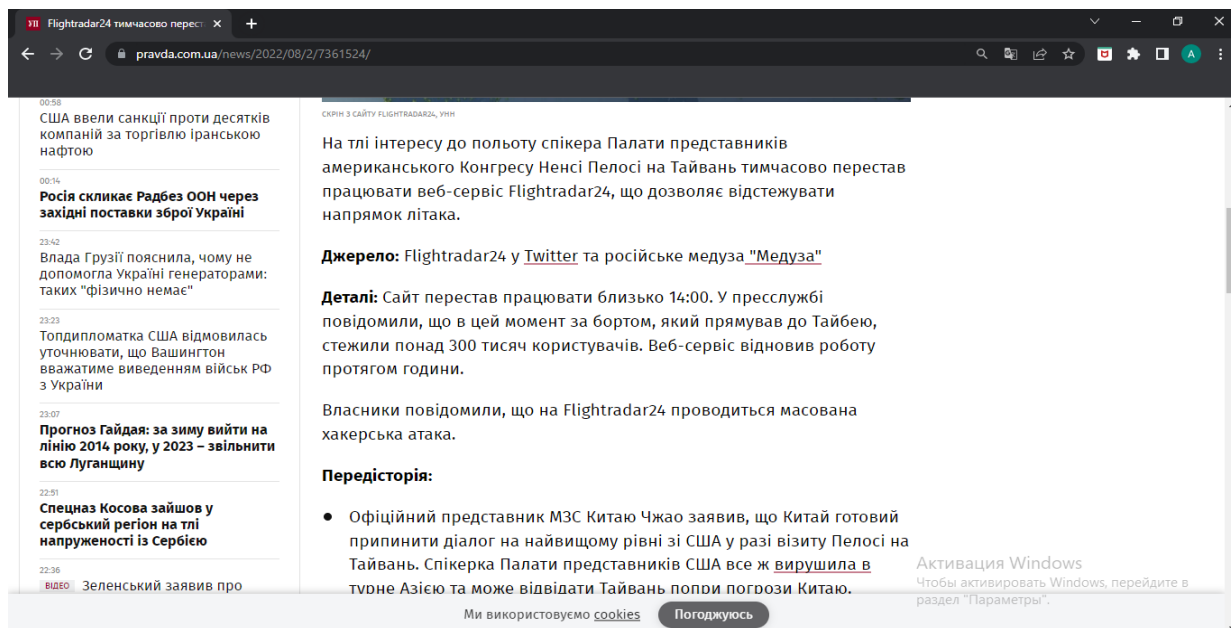 УП Flightradar24 тимчасово перест
pravda.com.ua/news/2022/08/2/7361524/
A
00:58
США ввели санкції проти десятків
компаній за торгівлю іранською
нафтою
00:14
Росія скликає Радбез ООН через
західні поставки зброї Україні
23:42
Влада Грузії пояснила, чому не
допомогла Україні генераторами:
таких "фізично немає"
23:23
Топдипломатка США відмовилась
уточнювати, що Вашингтон
вважатиме виведенням військ РФ
з України
23:07
Прогноз Гайдая: за зиму вийти на
лінію 2014 року, у 2023 – звільнити
всю Луганщину
22:51
Спецназ Косова зайшов у
сербський регіон на тлі
напруженості із Сербією
22:36
ВІДЕО Зеленський заявив про
СКРІН З САЙТУ FLIGHTRADAR24, УНН
На тлі інтересу до польоту спікера Палати представників
американського Конгресу Ненсі Пелосі на Тайвань тимчасово перестав
працювати веб-сервіс Flightradar24, що дозволяє відстежувати
напрямок літака.
Джерело: Flightradar24 у Twitter та російське медуза "Медуза"
Деталі: Сайт перестав працювати близько 14:00. У пресслужбі
повідомили, що в цей момент за бортом, який прямував до Тайбею,
стежили понад 300 тисяч користувачів. Веб-сервіс відновив роботу
протягом години.
Власники повідомили, що на Flightradar24 проводиться масована
хакерська атака.
Передісторія:
● Офіційний представник МЗС Китаю Чжао заявив, що Китай готовий
припинити діалог на найвищому рівні зі США у разі візиту Пелосі на
Тайвань. Спікерка Палати представників США все ж вирушила в
турне Азією та може відвідати Тайвань попри погрози Китаю.
Активация Windows
Чтобы активировать Windows, перейдите в
раздел "Параметры".
Ми використовуємо cookies Погоджуюсь